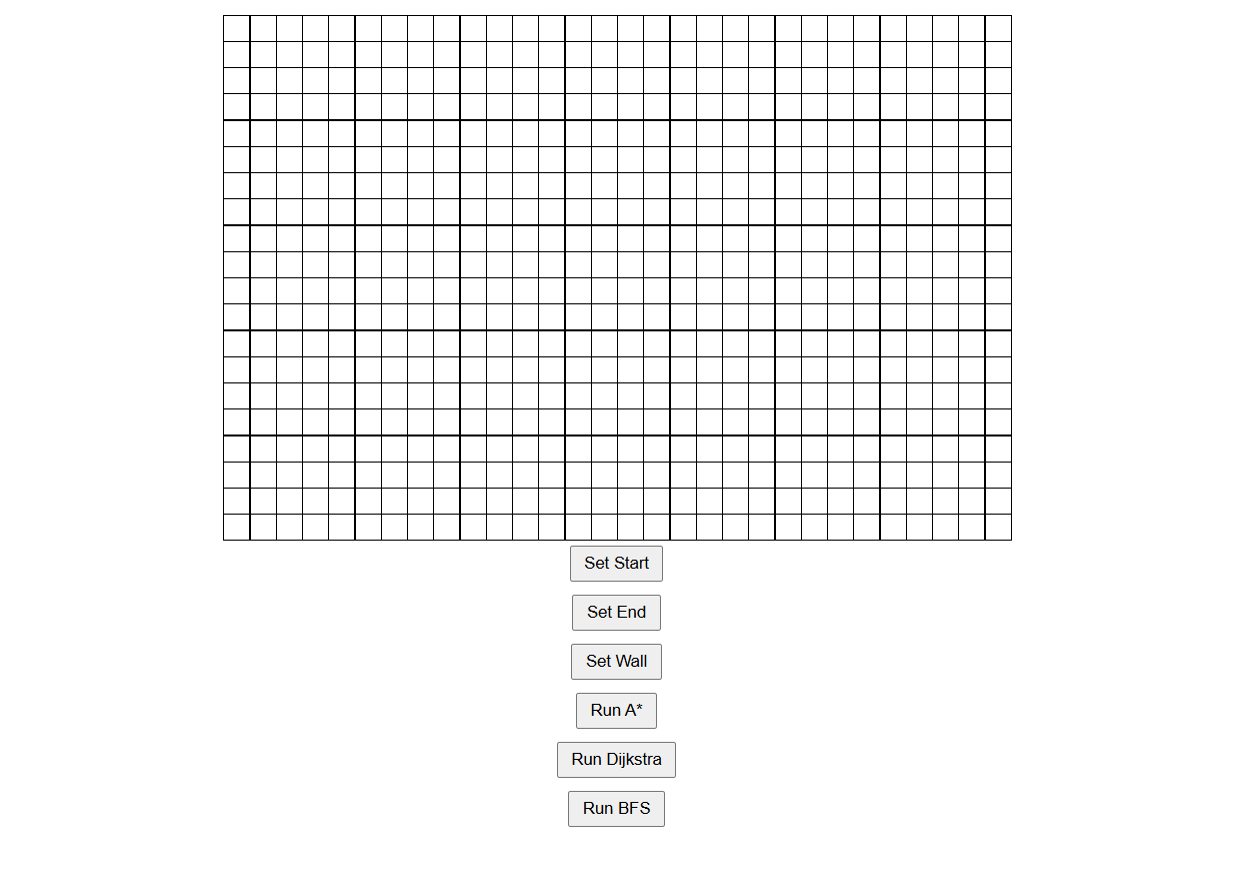 Set Start
Set End
Set Wall
Run A*
Run Dijkstra
Run BFS